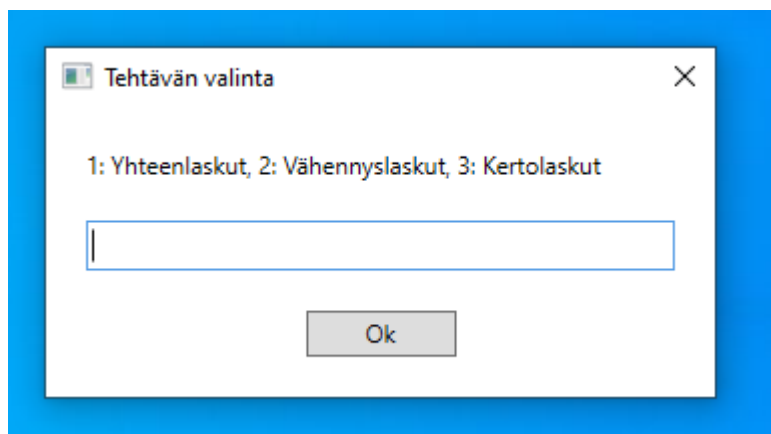 Tehtävän valinta
1: Yhteenlaskut, 2: Vähennyslaskut, 3: Kertolaskut
Ok